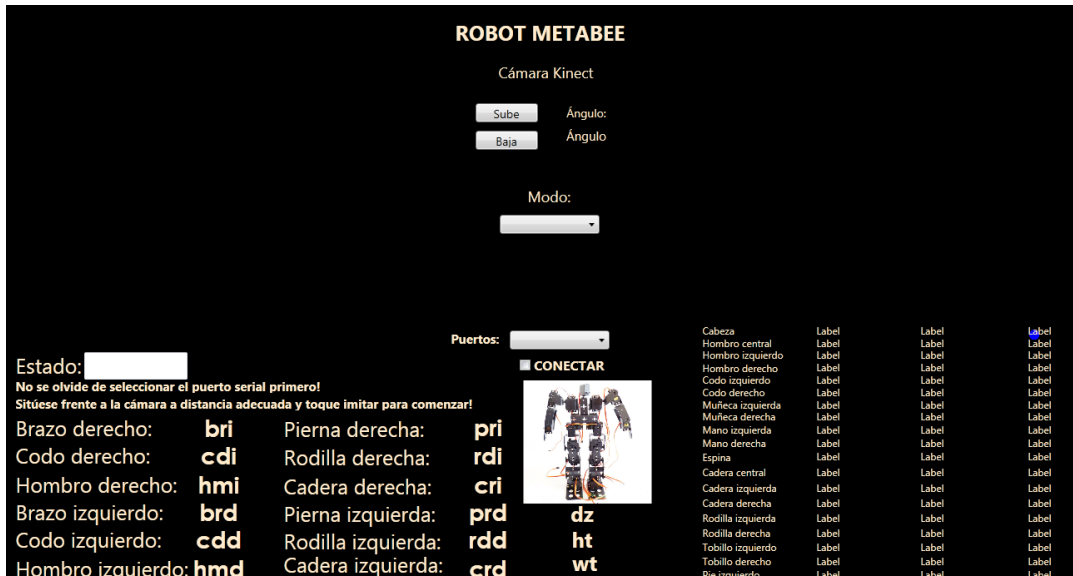 ROBOT METABEE
Cámara Kinect
Sube Ángulo:
Baja Ángulo
Modo:
Puertos:
CONECTAR
Estado:
No se olvide de seleccionar el puerto serial primero!
Sitúese frente a la cámara a distancia adecuada y toque imitar para comenzar!
Brazo derecho: bri Pierna derecha: pri
Codo derecho: cdi Rodilla derecha: rdi
Hombro derecho: hmi Cadera derecha: cri
Brazo izquierdo: brd Pierna izquierda: prd dz
Codo izquierdo: cdd Rodilla izquierda: rdd ht
Hombro izquierdo: hmd Cadera izquierda: crd wt
Cabeza Label Label Label
Hombro central Label Label Label
Hombro izquierdo Label Label Label
Hombro derecho Label Label Label
Codo izquierdo Label Label Label
Codo derecho Label Label Label
Muñeca izquierda Label Label Label
Muñeca derecha Label Label Label
Mano izquierda Label Label Label
Mano derecha Label Label Label
Espina Label Label Label
Cadera central Label Label Label
Cadera izquierda Label Label Label
Cadera derecha Label Label Label
Rodilla izquierda Label Label Label
Rodilla derecha Label Label Label
Tobillo izquierdo Label Label Label
Tobillo derecho Label Label Label
Pie izquierdo Label Label Label